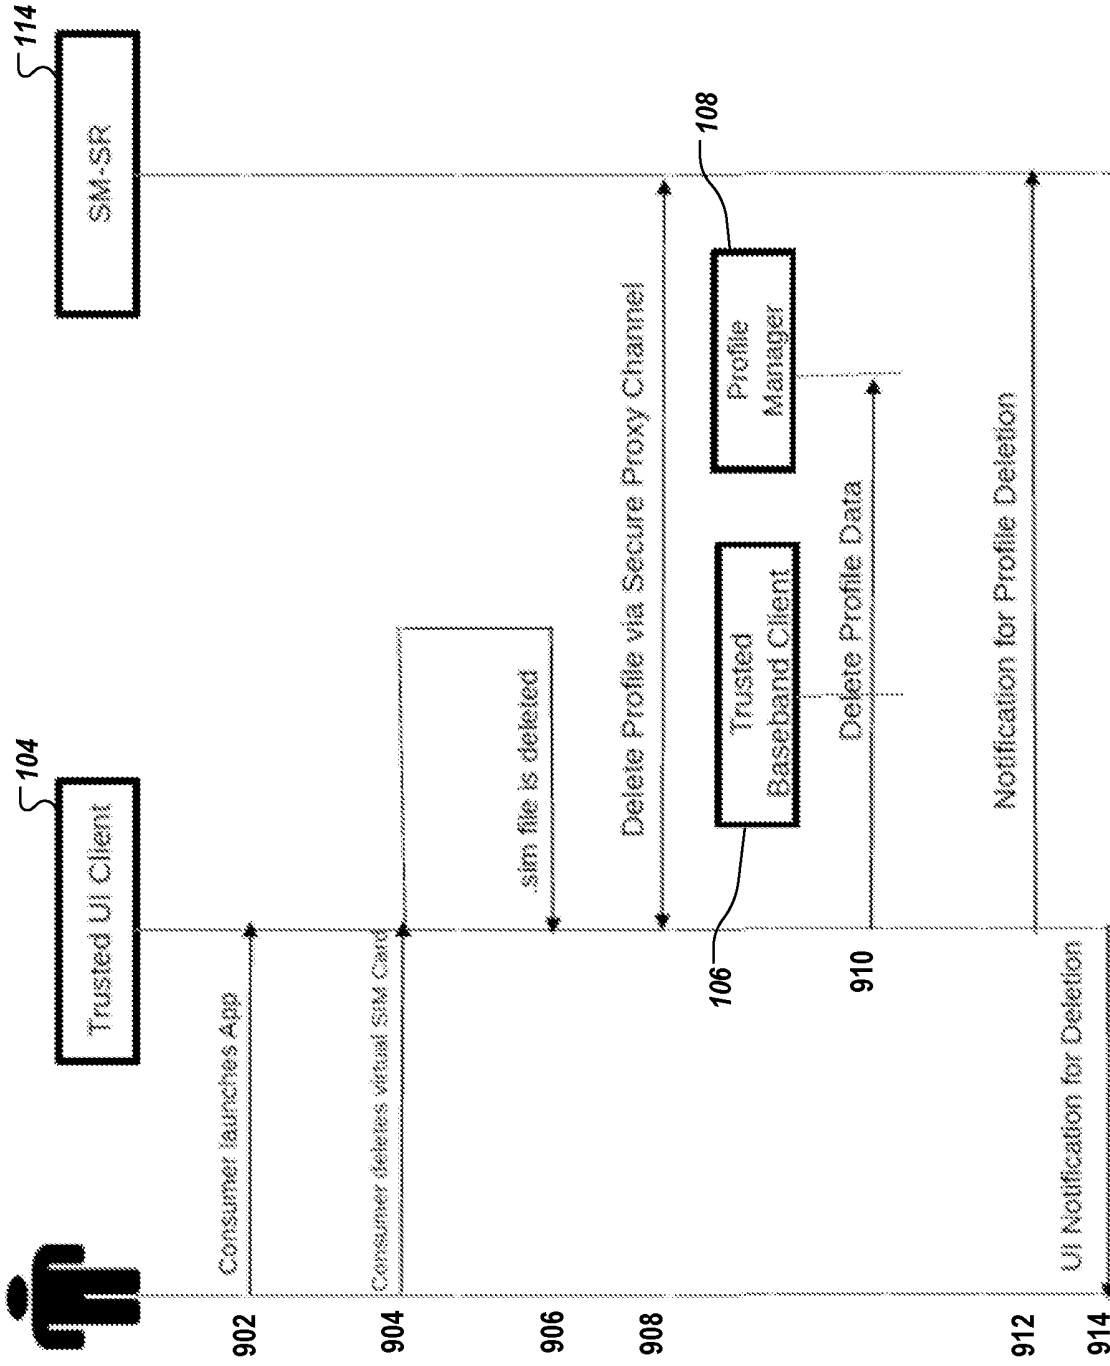 Trusted UI Client
104
SM-SR
114
902
Consumer launches App
904
Consumer deletes virtual SIM Card
906
.sim file is deleted
908
Delete Profile via Secure Proxy Channel
106
Trusted
Baseband Client
Profile
Manager
108
910
Delete Profile Data
912
Notification for Profile Deletion
914
UI Notification for Deletion